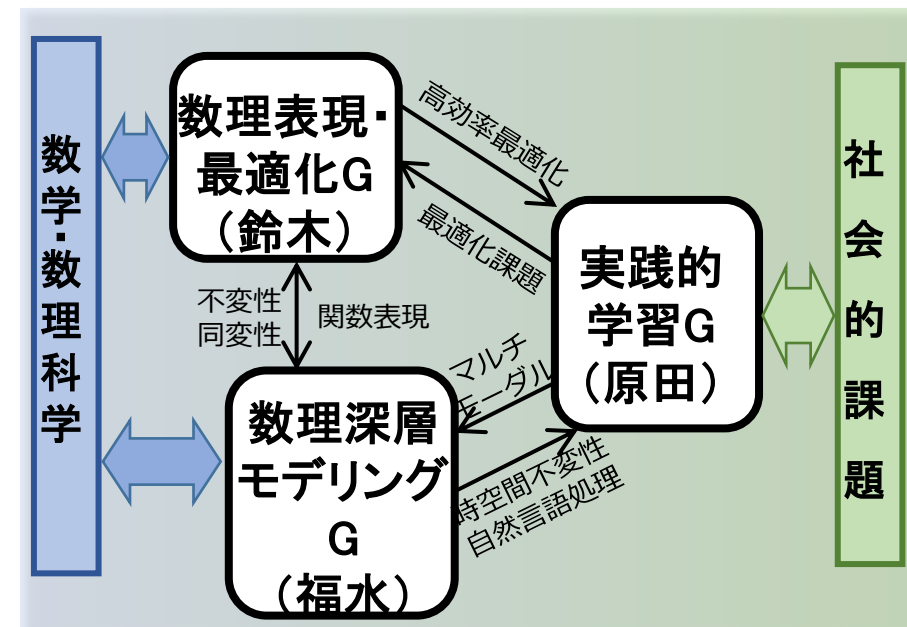 数学・数理科学
数理表現・
最適化G
(鈴木)
高効率最適化
最適化課題
不変性
同変性
関数表現
実践的
学習G
(原田)
マルチ
モーダル
数理深層
モデリング
G
(福水)
時空間不変性
自然言語処理
社会的課題